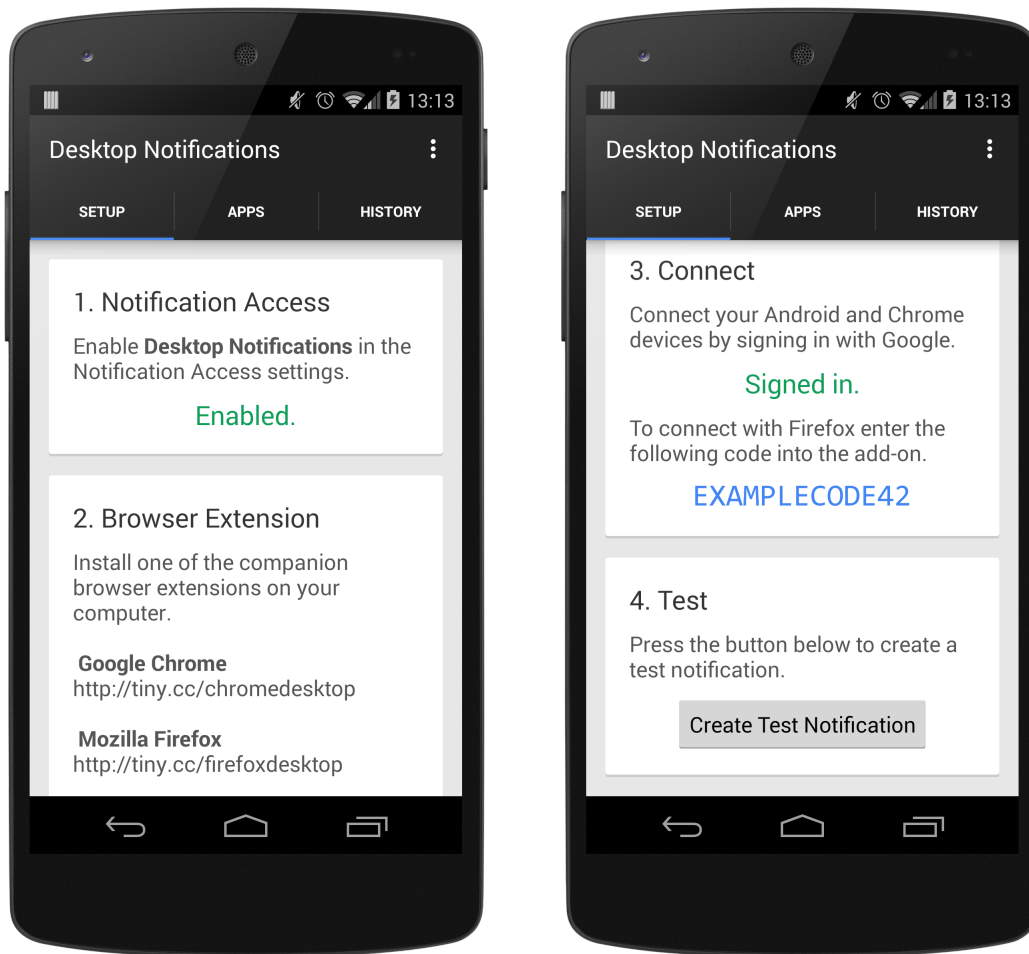 13:13
Desktop Notifications
SETUP APPS HISTORY
1. Notification Access
Enable Desktop Notifications in the
Notification Access settings.
Enabled.
2. Browser Extension
Install one of the companion
browser extensions on your
computer.
Google Chrome
http://tiny.cc/chromedesktop
Mozilla Firefox
http://tiny.cc/firefoxdesktop
13:13
Desktop Notifications
SETUP APPS HISTORY
3. Connect
Connect your Android and Chrome
devices by signing in with Google.
Signed in.
To connect with Firefox enter the
following code into the add-on.
EXAMPLECODE42
4. Test
Press the button below to create a
test notification.
Create Test Notification